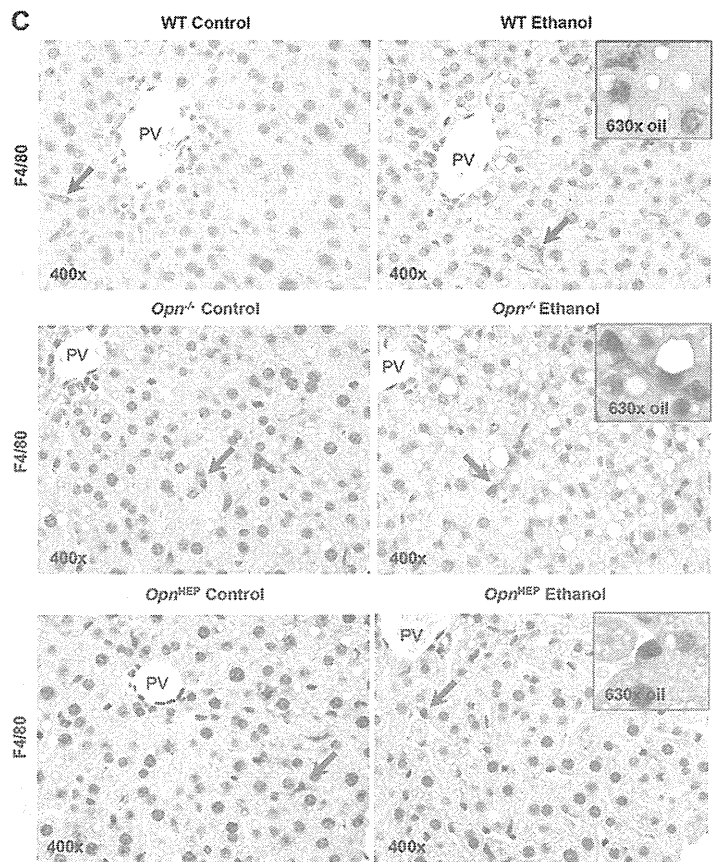 C
WT Control
WT Ethanol
F4/80
PV
400x
PV
630x oil
400x
Opn-/- Control
Opn-/- Ethanol
F4/80
PV
400x
PV
630x oil
400x
OpnHEP Control
OpnHEP Ethanol
F4/80
PV
400x
PV
630x oil
400x